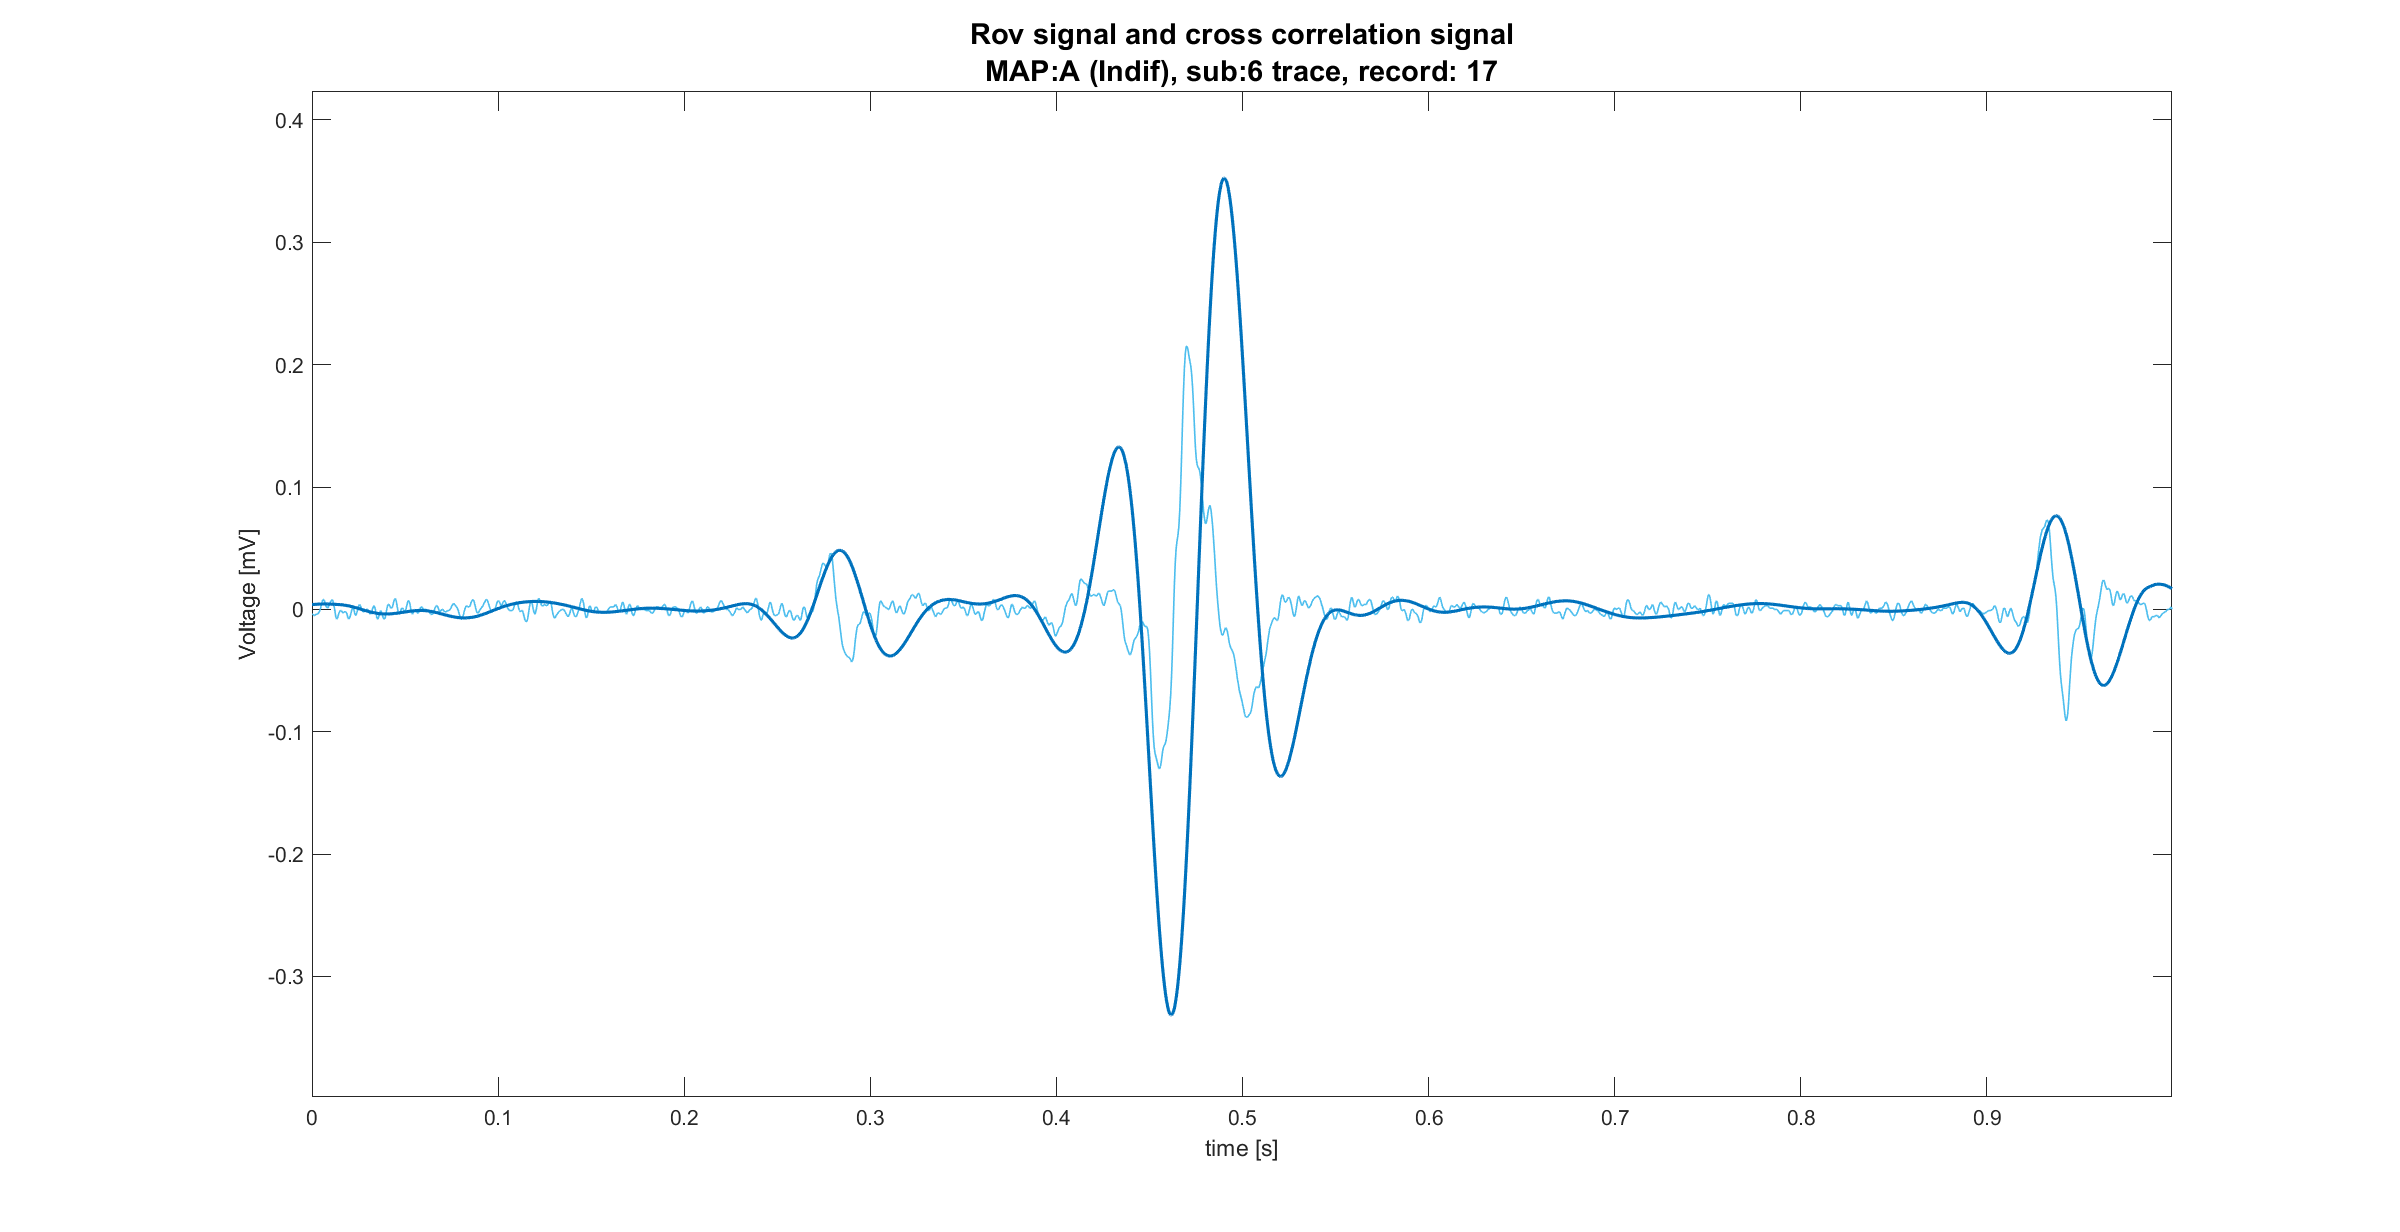 Rov signal and cross correlation signal
MAP:A (Indif), sub:6 trace, record: 17
0.4
0.3
0.2
0.1
0
-0.1
-0.2
-0.3
Voltage [mV]
0 0.1 0.2 0.3 0.4 0.5 0.6 0.7 0.8 0.9
time [s]